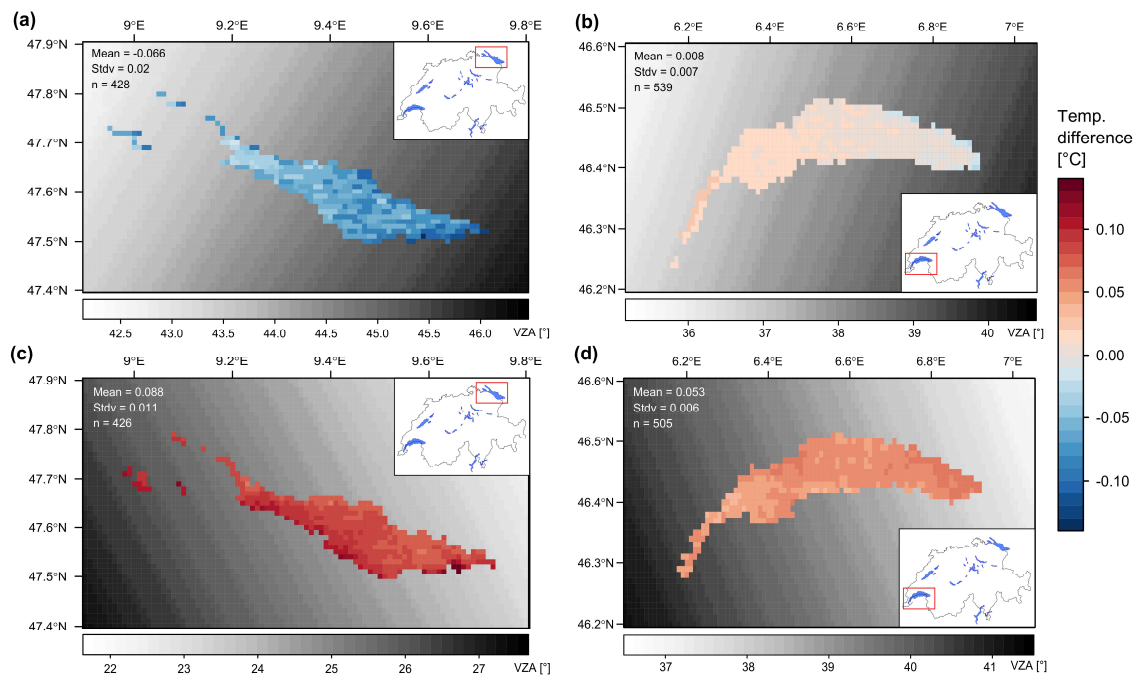 (a)
9°E 9.2°E 9.4°E 9.6°E 9.8°E
47.9°N
47.8°N
47.7°N
47.6°N
47.5°N
47.4°N
Mean = -0.066
Stdv = 0.02
n = 428
42.5 43.0 43.5 44.0 44.5 45.0 45.5 46.0 VZA [°]
(b)
6.2°E 6.4°E 6.6°E 6.8°E 7°E
46.6°N
46.5°N
46.4°N
46.3°N
46.2°N
Mean = 0.008
Stdv = 0.007
n = 539
36 37 38 39 40 VZA [°]
(c)
9°E 9.2°E 9.4°E 9.6°E 9.8°E
47.9°N
47.8°N
47.7°N
47.6°N
47.5°N
47.4°N
Mean = 0.088
Stdv = 0.011
n = 426
22 23 24 25 26 27 VZA [°]
(d)
6.2°E 6.4°E 6.6°E 6.8°E 7°E
46.6°N
46.5°N
46.4°N
46.3°N
46.2°N
Mean = 0.053
Stdv = 0.006
n = 505
37 38 39 40 41 VZA [°]
Temp.
difference
[°C]
0.10
0.05
0.00
-0.05
-0.10